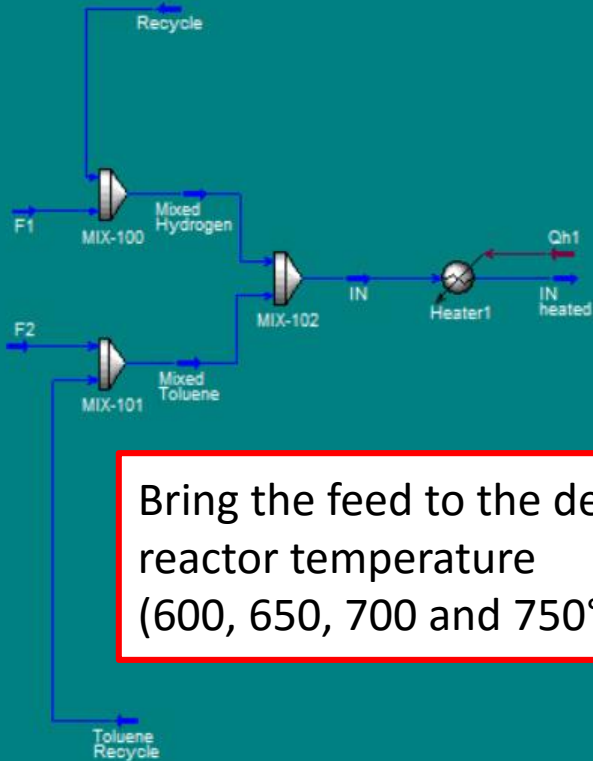 Recycle
F1
MIX-100
Mixed
Hydrogen
Qh1
MIX-102
IN
Heater1
IN
heated
F2
MIX-101
Mixed
Toluene
Bring the feed to the de
reactor temperature
(600, 650, 700 and 750°
Toluene
Recycle